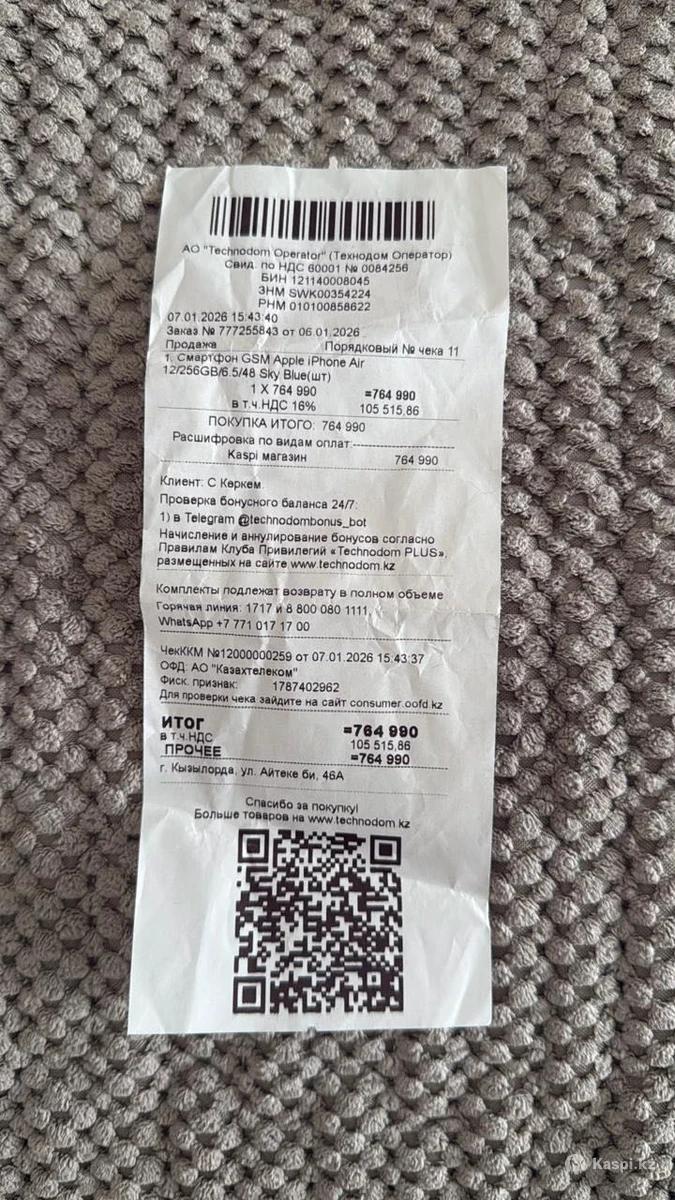 АО "Technodom Operator" (Технодом Оператор)
Свид. по НДС 60001 № 0084256
БИН 121140008045
ЗНМ SWK00354224
РНМ 010100858622
07.01.2026 15:43:40
Заказ № 777255843 от 06.01.2026
Продажа Порядковый № чека 11
1. Смартфон GSM Apple iPhone Air
12/256GB/6.5/48 Sky Blue(шт)
1 X 764 990 =764 990
в т.ч.НДС 16% 105 515,86
ПОКУПКА ИТОГО: 764 990
Расшифровка по видам оплат:
Kaspi магазин 764 990
Клиент: С Көркем.
Проверка бонусного баланса 24/7:
1) в Telegram @technodombonus_bot
Начисление и аннулирование бонусов согласно
Правилам Клуба Привилегий «Technodom PLUS»,
размещенных на сайте www.technodom.kz
Комплекты подлежат возврату в полном объеме
Горячая линия: 1717 и 8 800 080 1111,
WhatsApp +7 771 017 17 00
ЧекККМ №12000000259 от 07.01.2026 15:43:37
ОФД: АО "Казахтелеком"
Фиск. признак: 1787402962
Для проверки чека зайдите на сайт consumer.oofd.kz
ИТОГ =764 990
в т.ч.НДС 105 515,86
ПРОЧЕЕ =764 990
г. Кызылорда, ул. Айтеке би, 46А
Спасибо за покупку!
Больше товаров на www.technodom.kz
Kaspi.kz